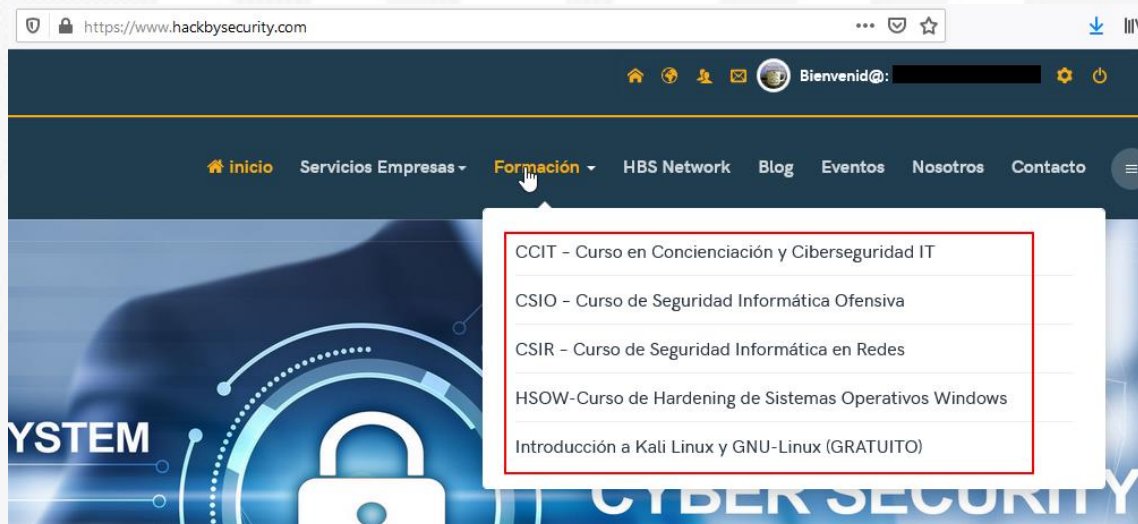 https://www.hackbysecurity.com
Bienvenid@:
inicio Servicios Empresas Formación HBS Network Blog Eventos Nosotros Contacto
CCIT - Curso en Concienciación y Ciberseguridad IT
CSIO - Curso de Seguridad Informática Ofensiva
CSIR - Curso de Seguridad Informática en Redes
HSOW-Curso de Hardening de Sistemas Operativos Windows
Introducción a Kali Linux y GNU-Linux (GRATUITO)
YSTEM
CYBER SECURITY